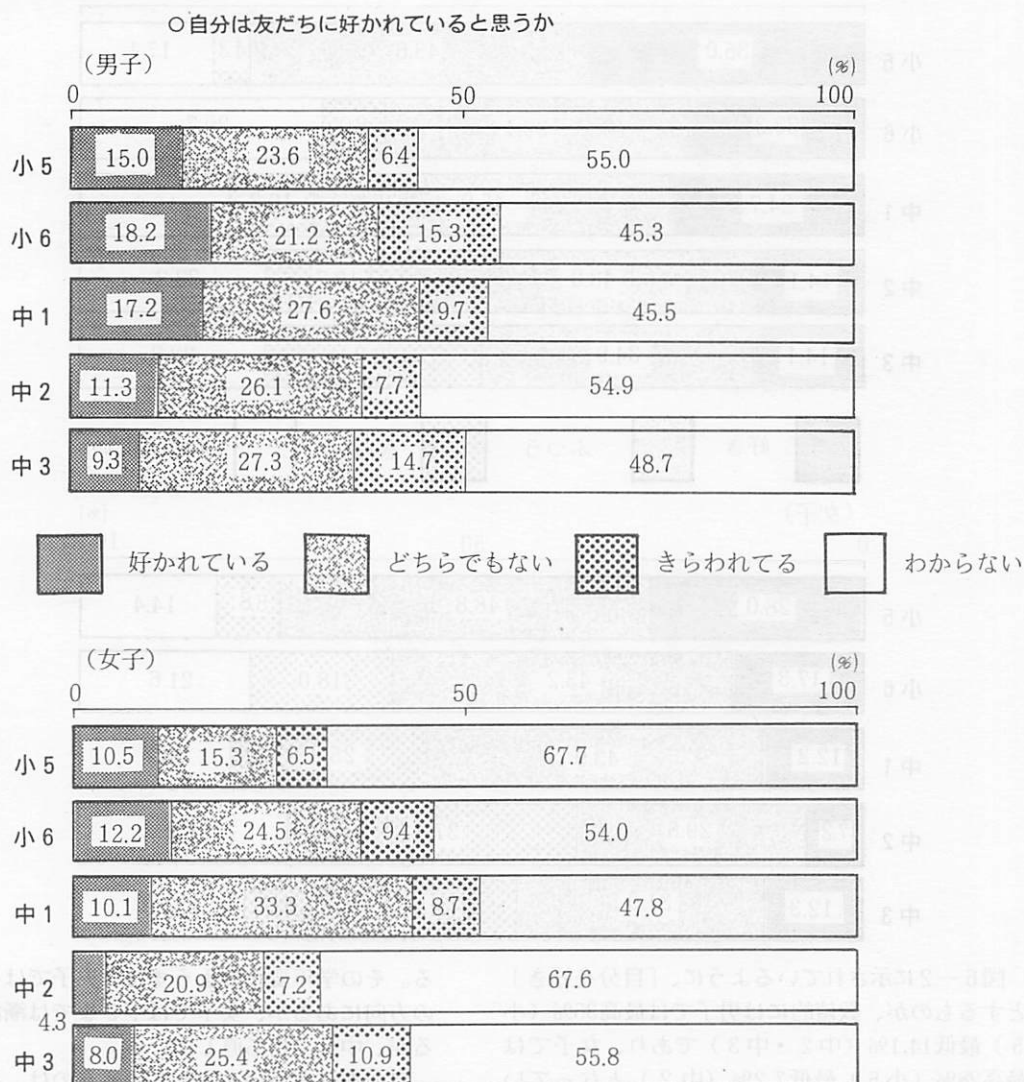 ○自分は友だちに好かれていると思うか
(男子)
(%)
0 50 100
小5 15.0 23.6 6.4 55.0
小6 18.2 21.2 15.3 45.3
中1 17.2 27.6 9.7 45.5
中2 11.3 26.1 7.7 54.9
中3 9.3 27.3 14.7 48.7
好かれている どちらでもない きらわれてる わからない
(女子)
(%)
0 50 100
小5 10.5 15.3 6.5 67.7
小6 12.2 24.5 9.4 54.0
中1 10.1 33.3 8.7 47.8
中2 20.9 7.2 67.6
4.3
中3 8.0 25.4 10.9 55.8